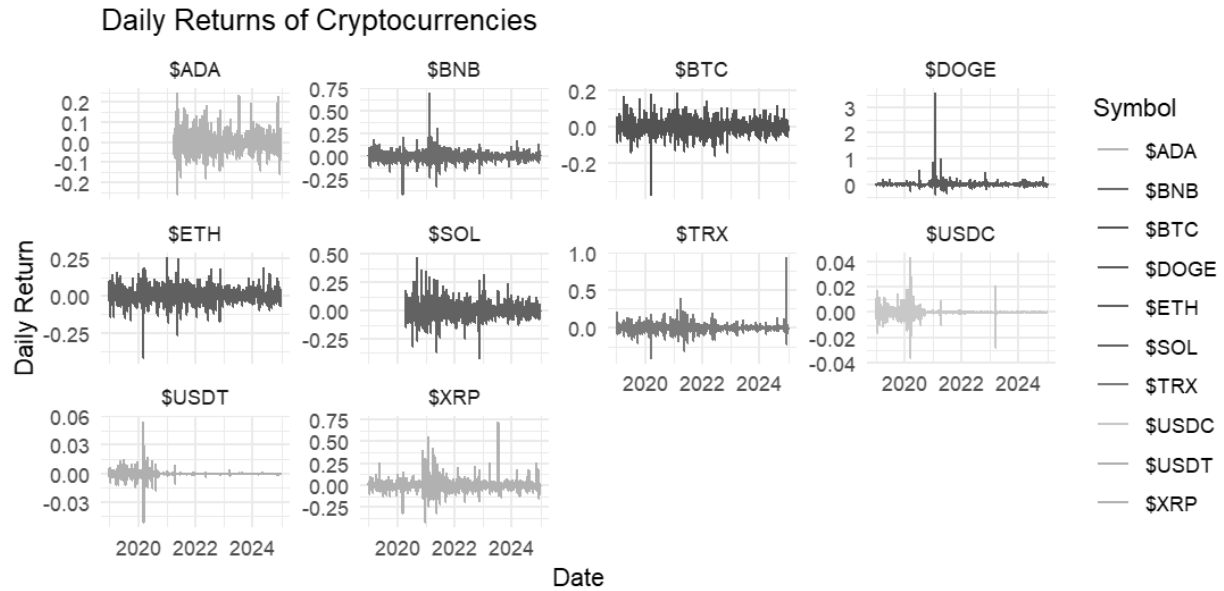 Daily Returns of Cryptocurrencies
$ADA
0.2
0.1
0.0
-0.1
-0.2
$BNB
0.75
0.50
0.25
0.00
-0.25
$BTC
0.2
0.0
-0.2
$DOGE
3
2
1
0
$ETH
0.25
0.00
-0.25
$SOL
0.50
0.25
0.00
-0.25
$TRX
1.0
0.5
0.0
2020 2022 2024
$USDC
0.04
0.02
0.00
-0.02
-0.04
2020 2022 2024
$USDT
0.06
0.03
0.00
-0.03
2020 2022 2024
$XRP
0.75
0.50
0.25
0.00
-0.25
2020 2022 2024
Daily Return
Date
Symbol
$ADA
$BNB
$BTC
$DOGE
$ETH
$SOL
$TRX
$USDC
$USDT
$XRP